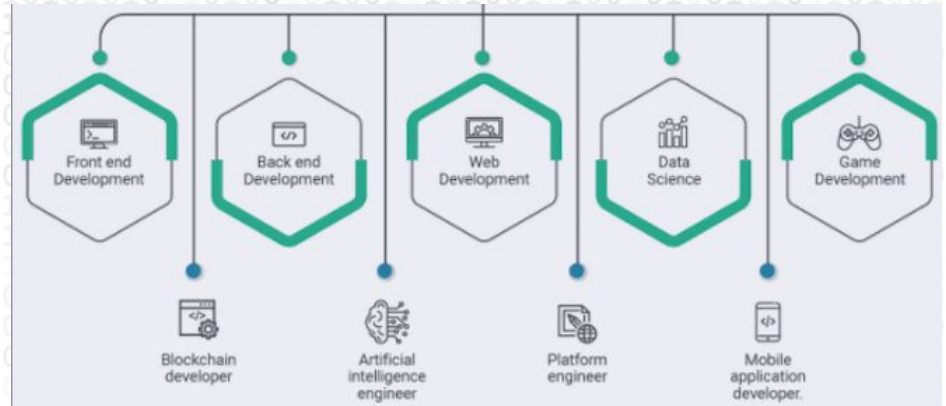 Front end
Development
Back end
Development
Web
Development
Data
Science
Game
Development
Blockchain
developer
Artificial
intelligence
engineer
Platform
engineer
Mobile
application
developer.